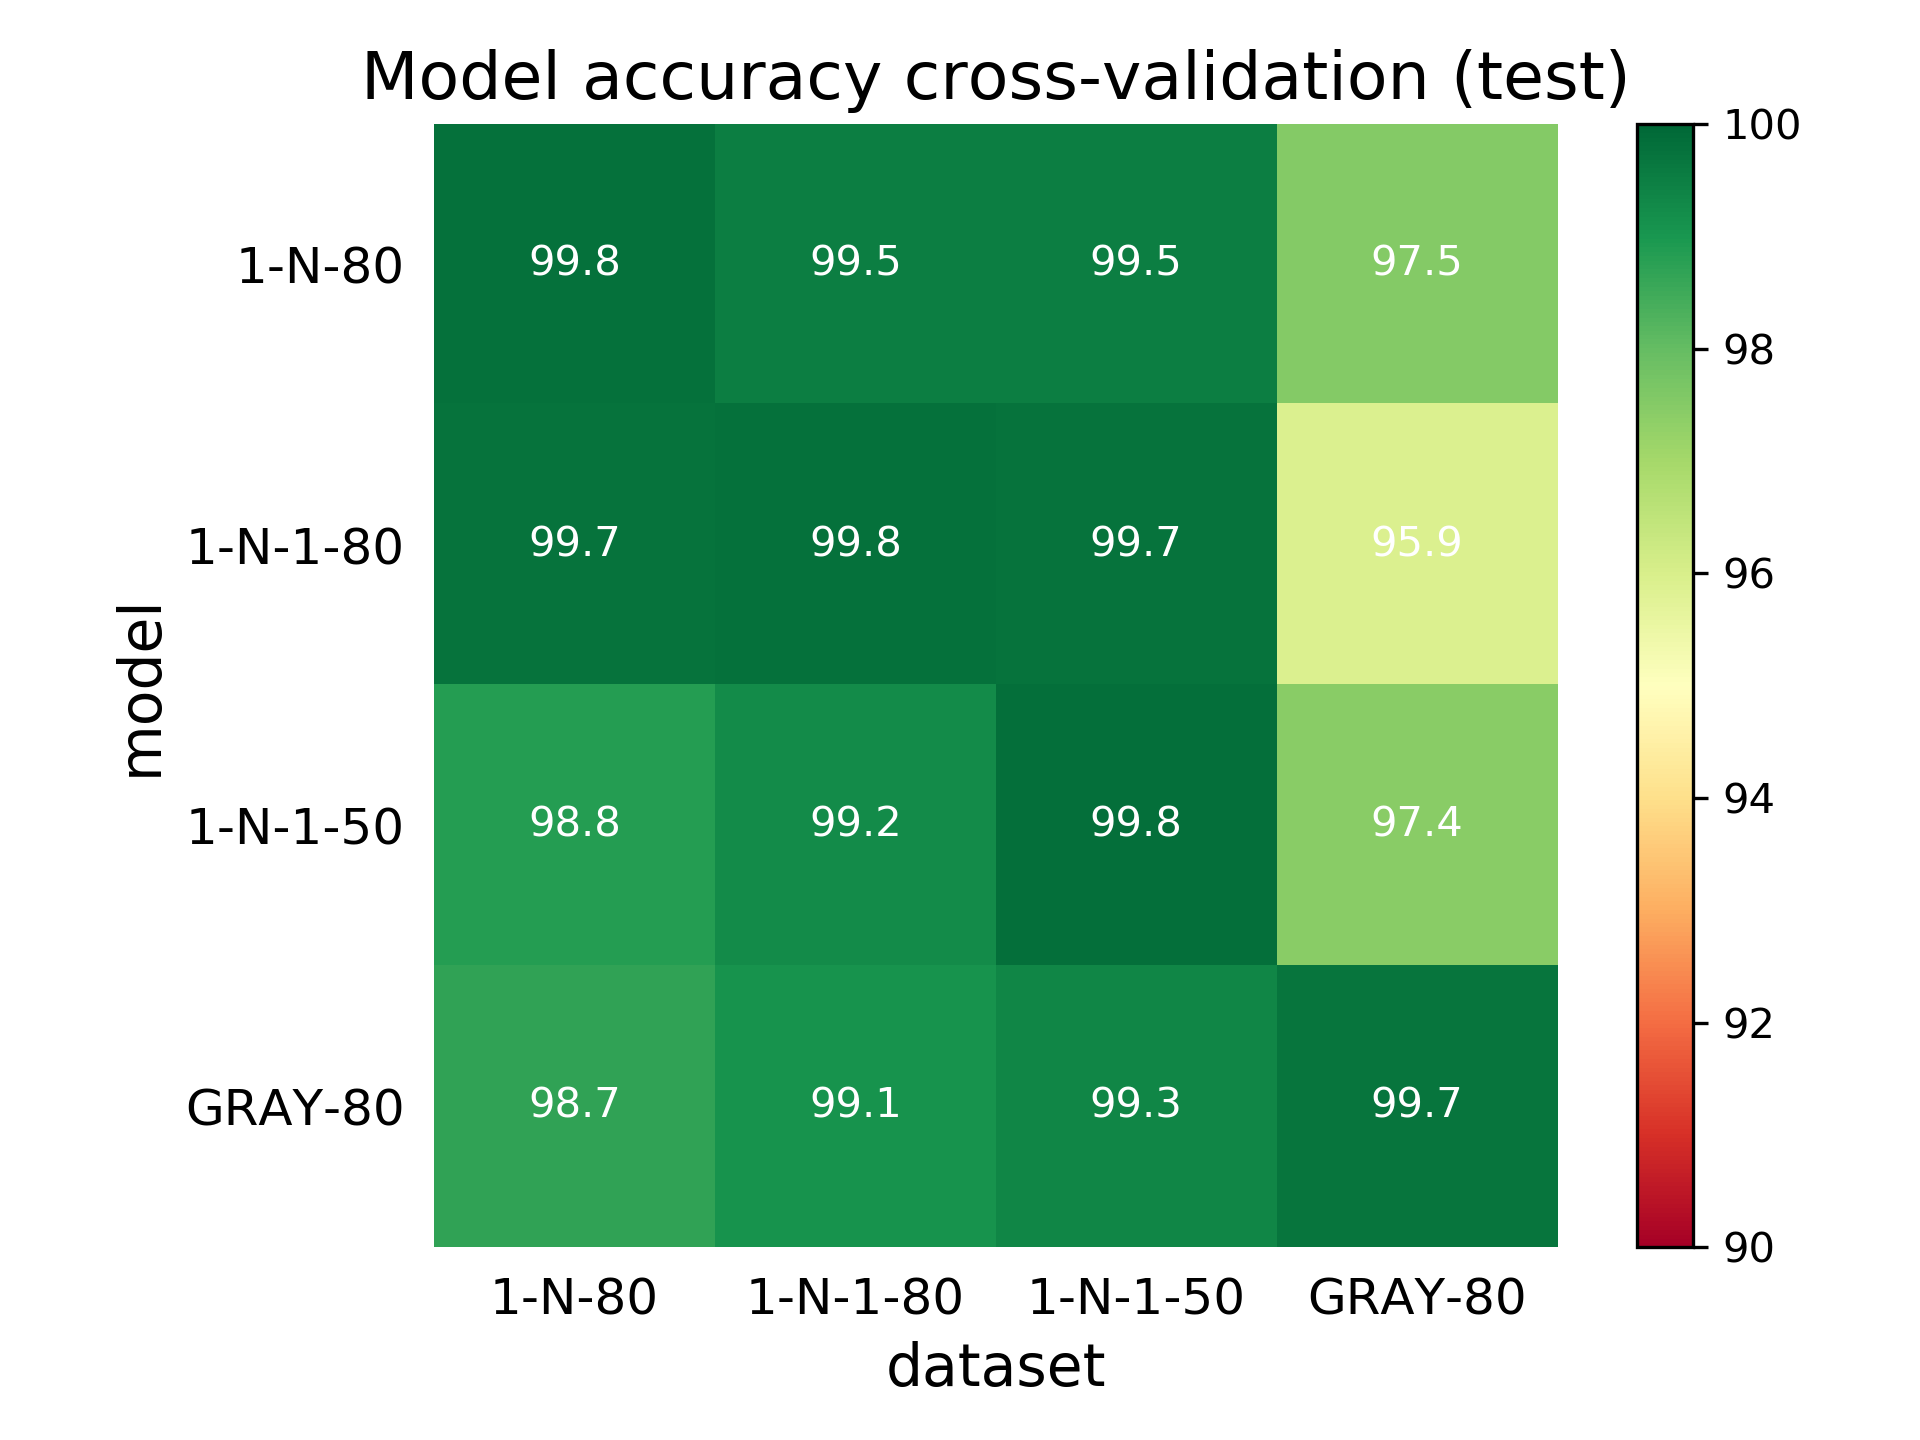 Model accuracy cross-validation (test)
100
1-N-80 99.8 99.5 99.5 97.5
98
1-N-1-80 99.7 99.8 99.7 95.9
96
model
1-N-1-50 98.8 99.2 99.8 97.4
94
92
GRAY-80 98.7 99.1 99.3 99.7
90
1-N-80 1-N-1-80 1-N-1-50 GRAY-80
dataset